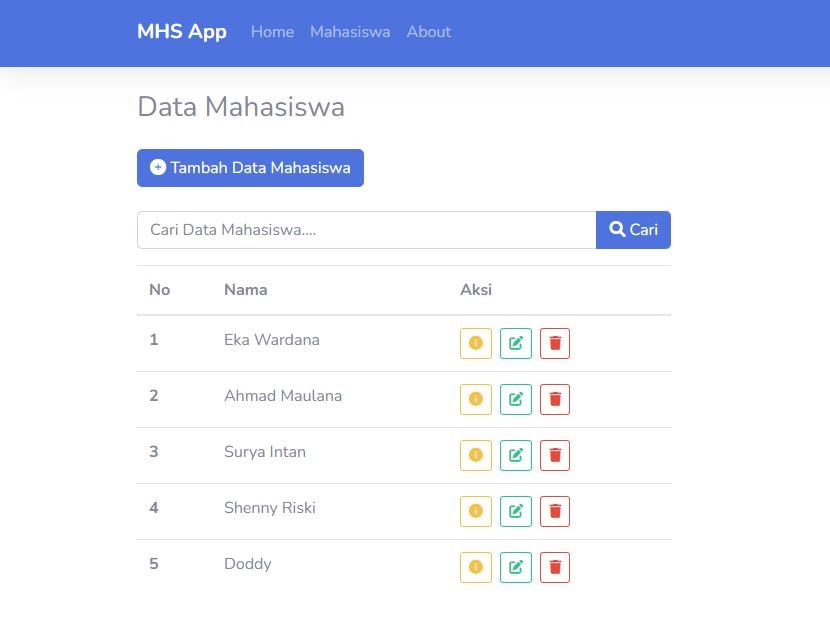 MHS App Home Mahasiswa About
Data Mahasiswa
Tambah Data Mahasiswa
Cari Data Mahasiswa.... Cari
No Nama Aksi
1 Eka Wardana
2 Ahmad Maulana
3 Surya Intan
4 Shenny Riski
5 Doddy